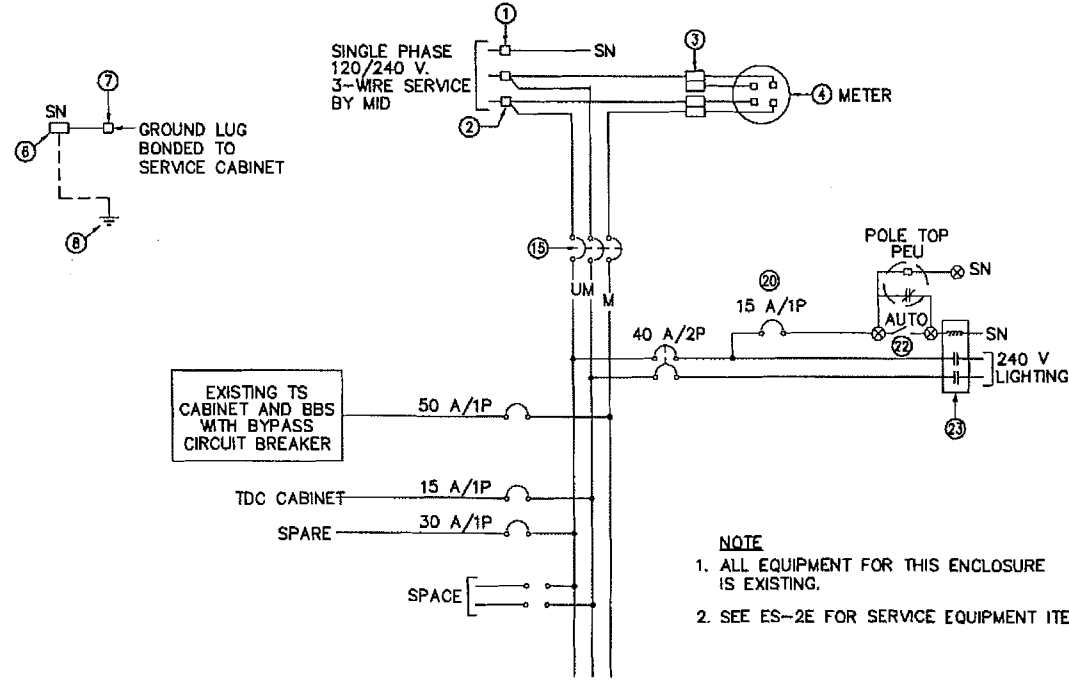 1
SINGLE PHASE
120/240 V.
3-WIRE SERVICE
BY MID
SN
3
4 METER
2
7
SN
6
GROUND LUG
BONDED TO
SERVICE CABINET
8
15
UM
M
POLE TOP
PEU
SN
20
15 A/1P
AUTO
22
SN
40 A/2P
240 V
LIGHTING
23
EXISTING TS
CABINET AND BBS
WITH BYPASS
CIRCUIT BREAKER
50 A/1P
TDC CABINET
15 A/1P
SPARE
30 A/1P
SPACE
NOTE
1. ALL EQUIPMENT FOR THIS ENCLOSURE
IS EXISTING.
2. SEE ES-2E FOR SERVICE EQUIPMENT ITE